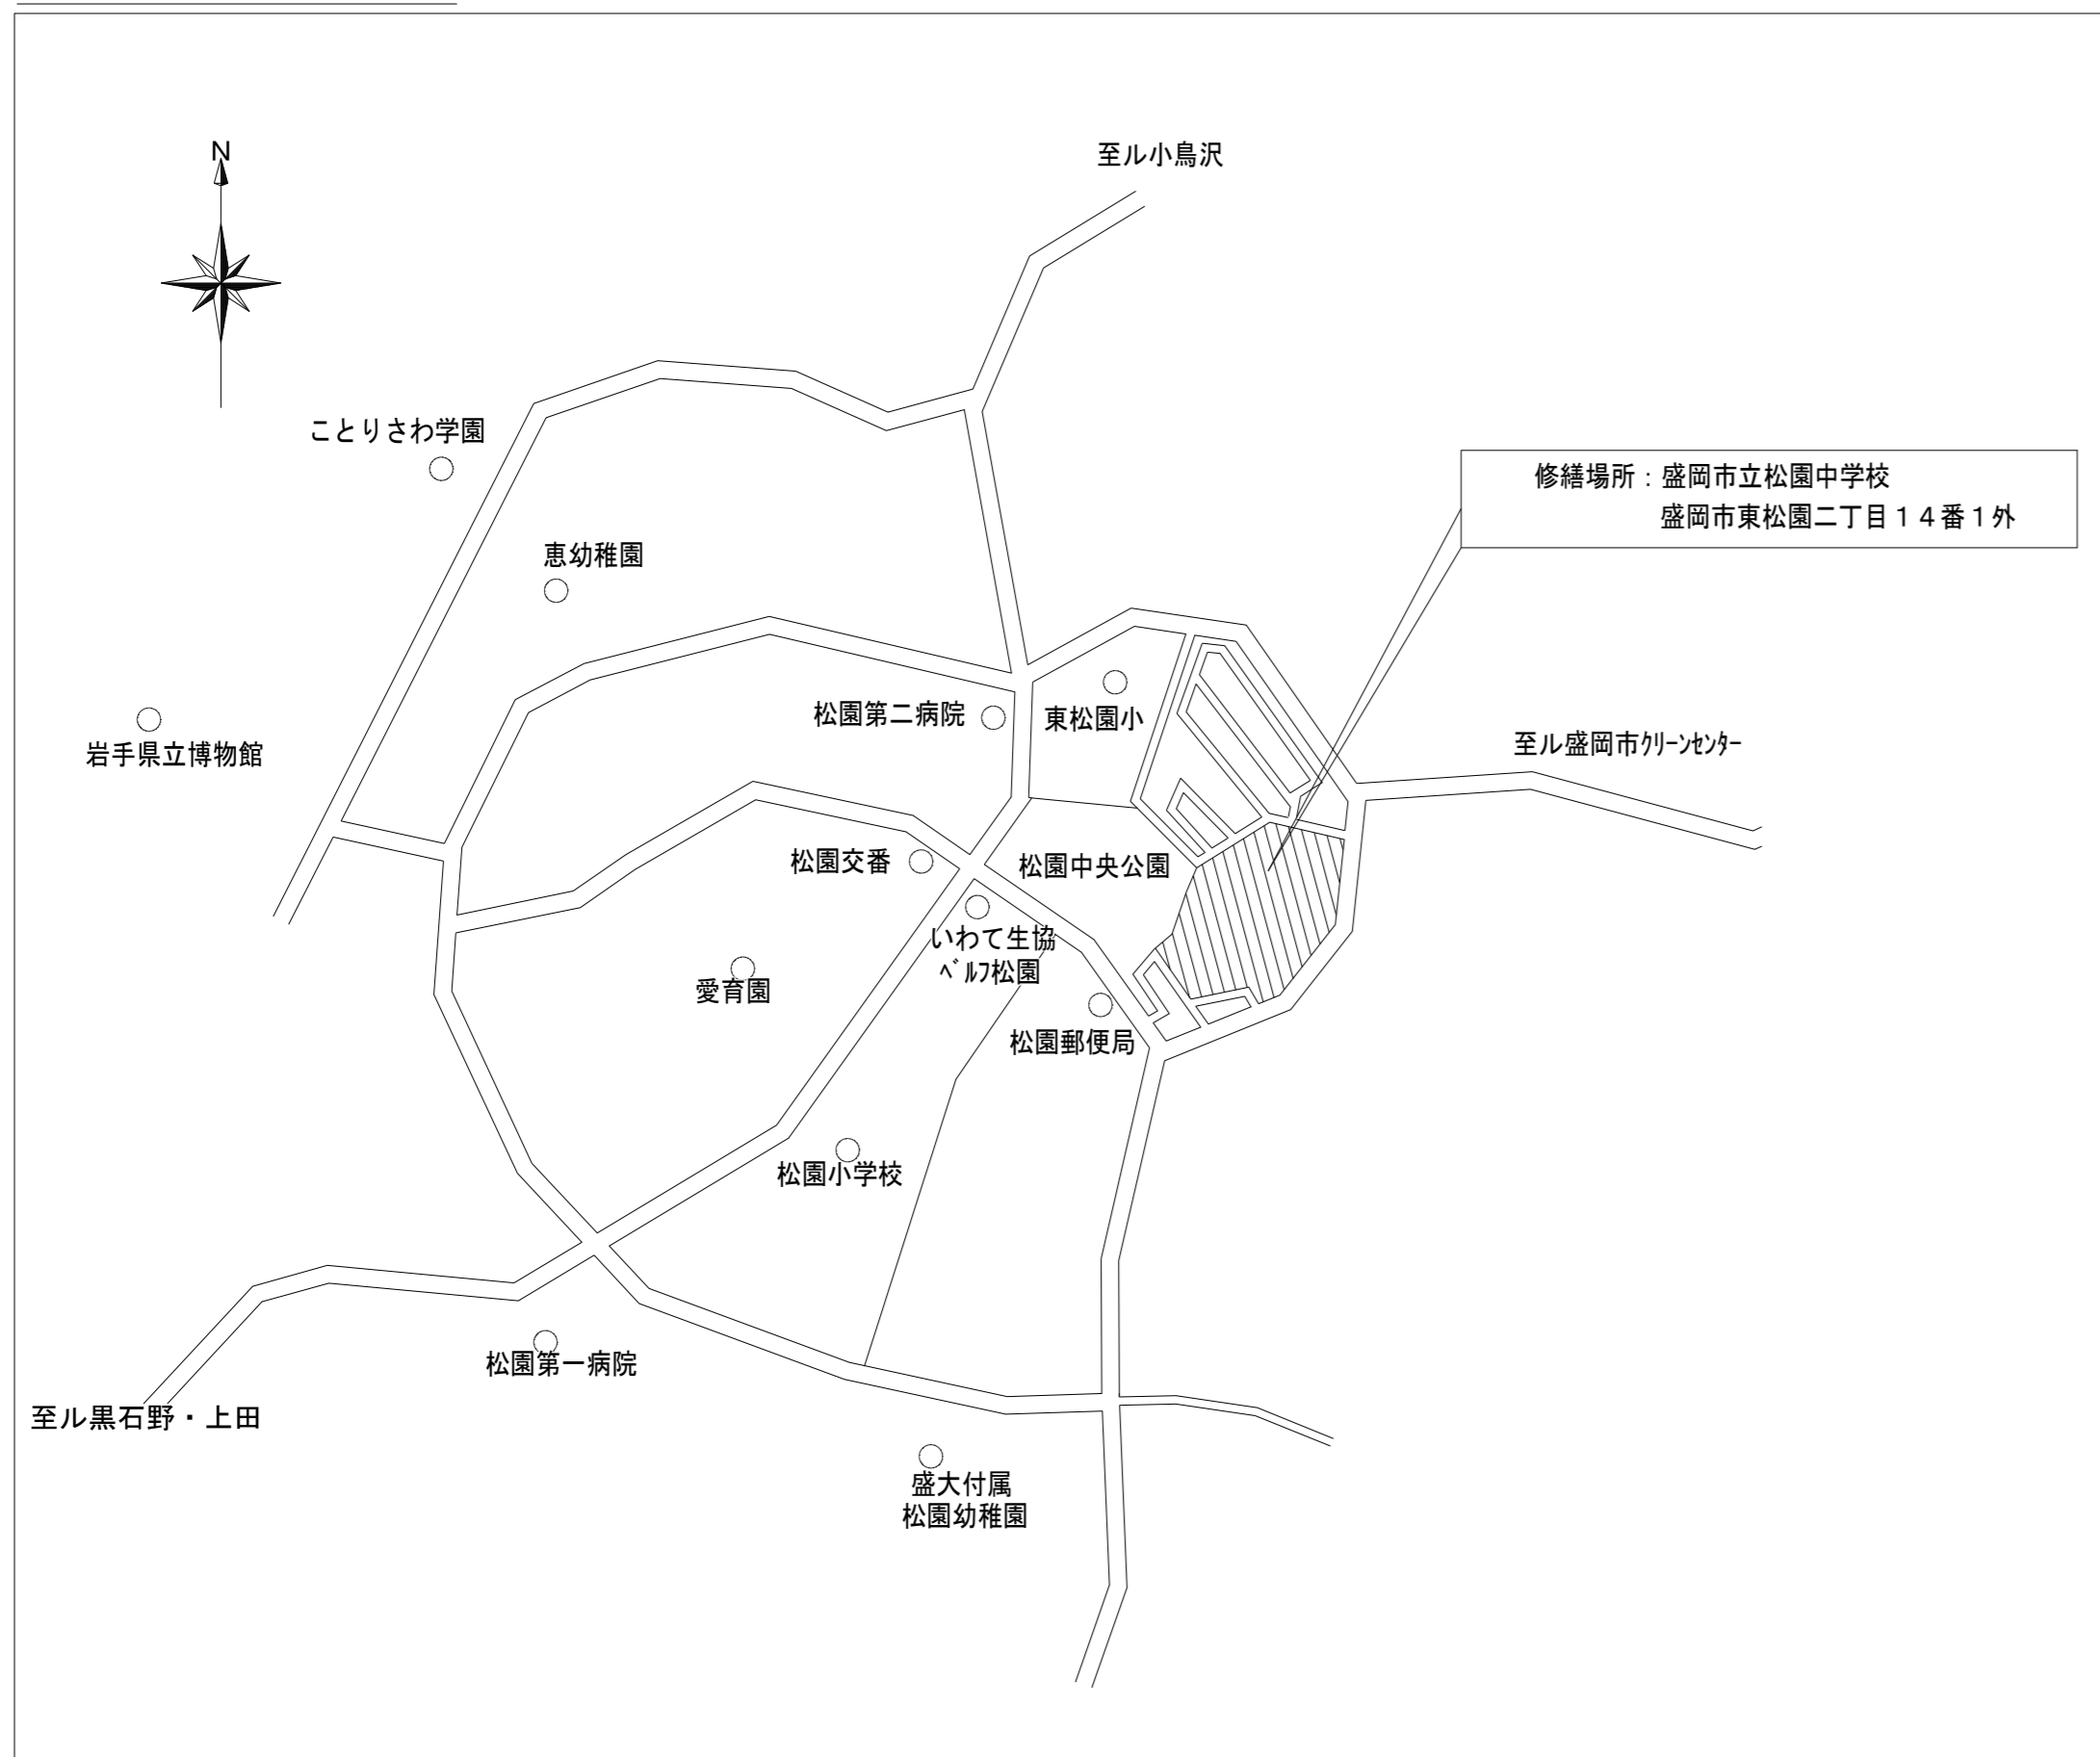 N
至ル小鳥沢
ことりさわ学園
修繕場所：盛岡市立松園中学校
盛岡市東松園二丁目１４番１外
恵幼稚園
松園第二病院
東松園小
岩手県立博物館
至ル盛岡市ｸﾘｰﾝｾﾝﾀｰ
松園交番
松園中央公園
いわて生協
ﾍﾞﾙﾌ松園
愛育園
松園郵便局
松園小学校
松園第一病院
至ル黒石野・上田
盛大付属
松園幼稚園